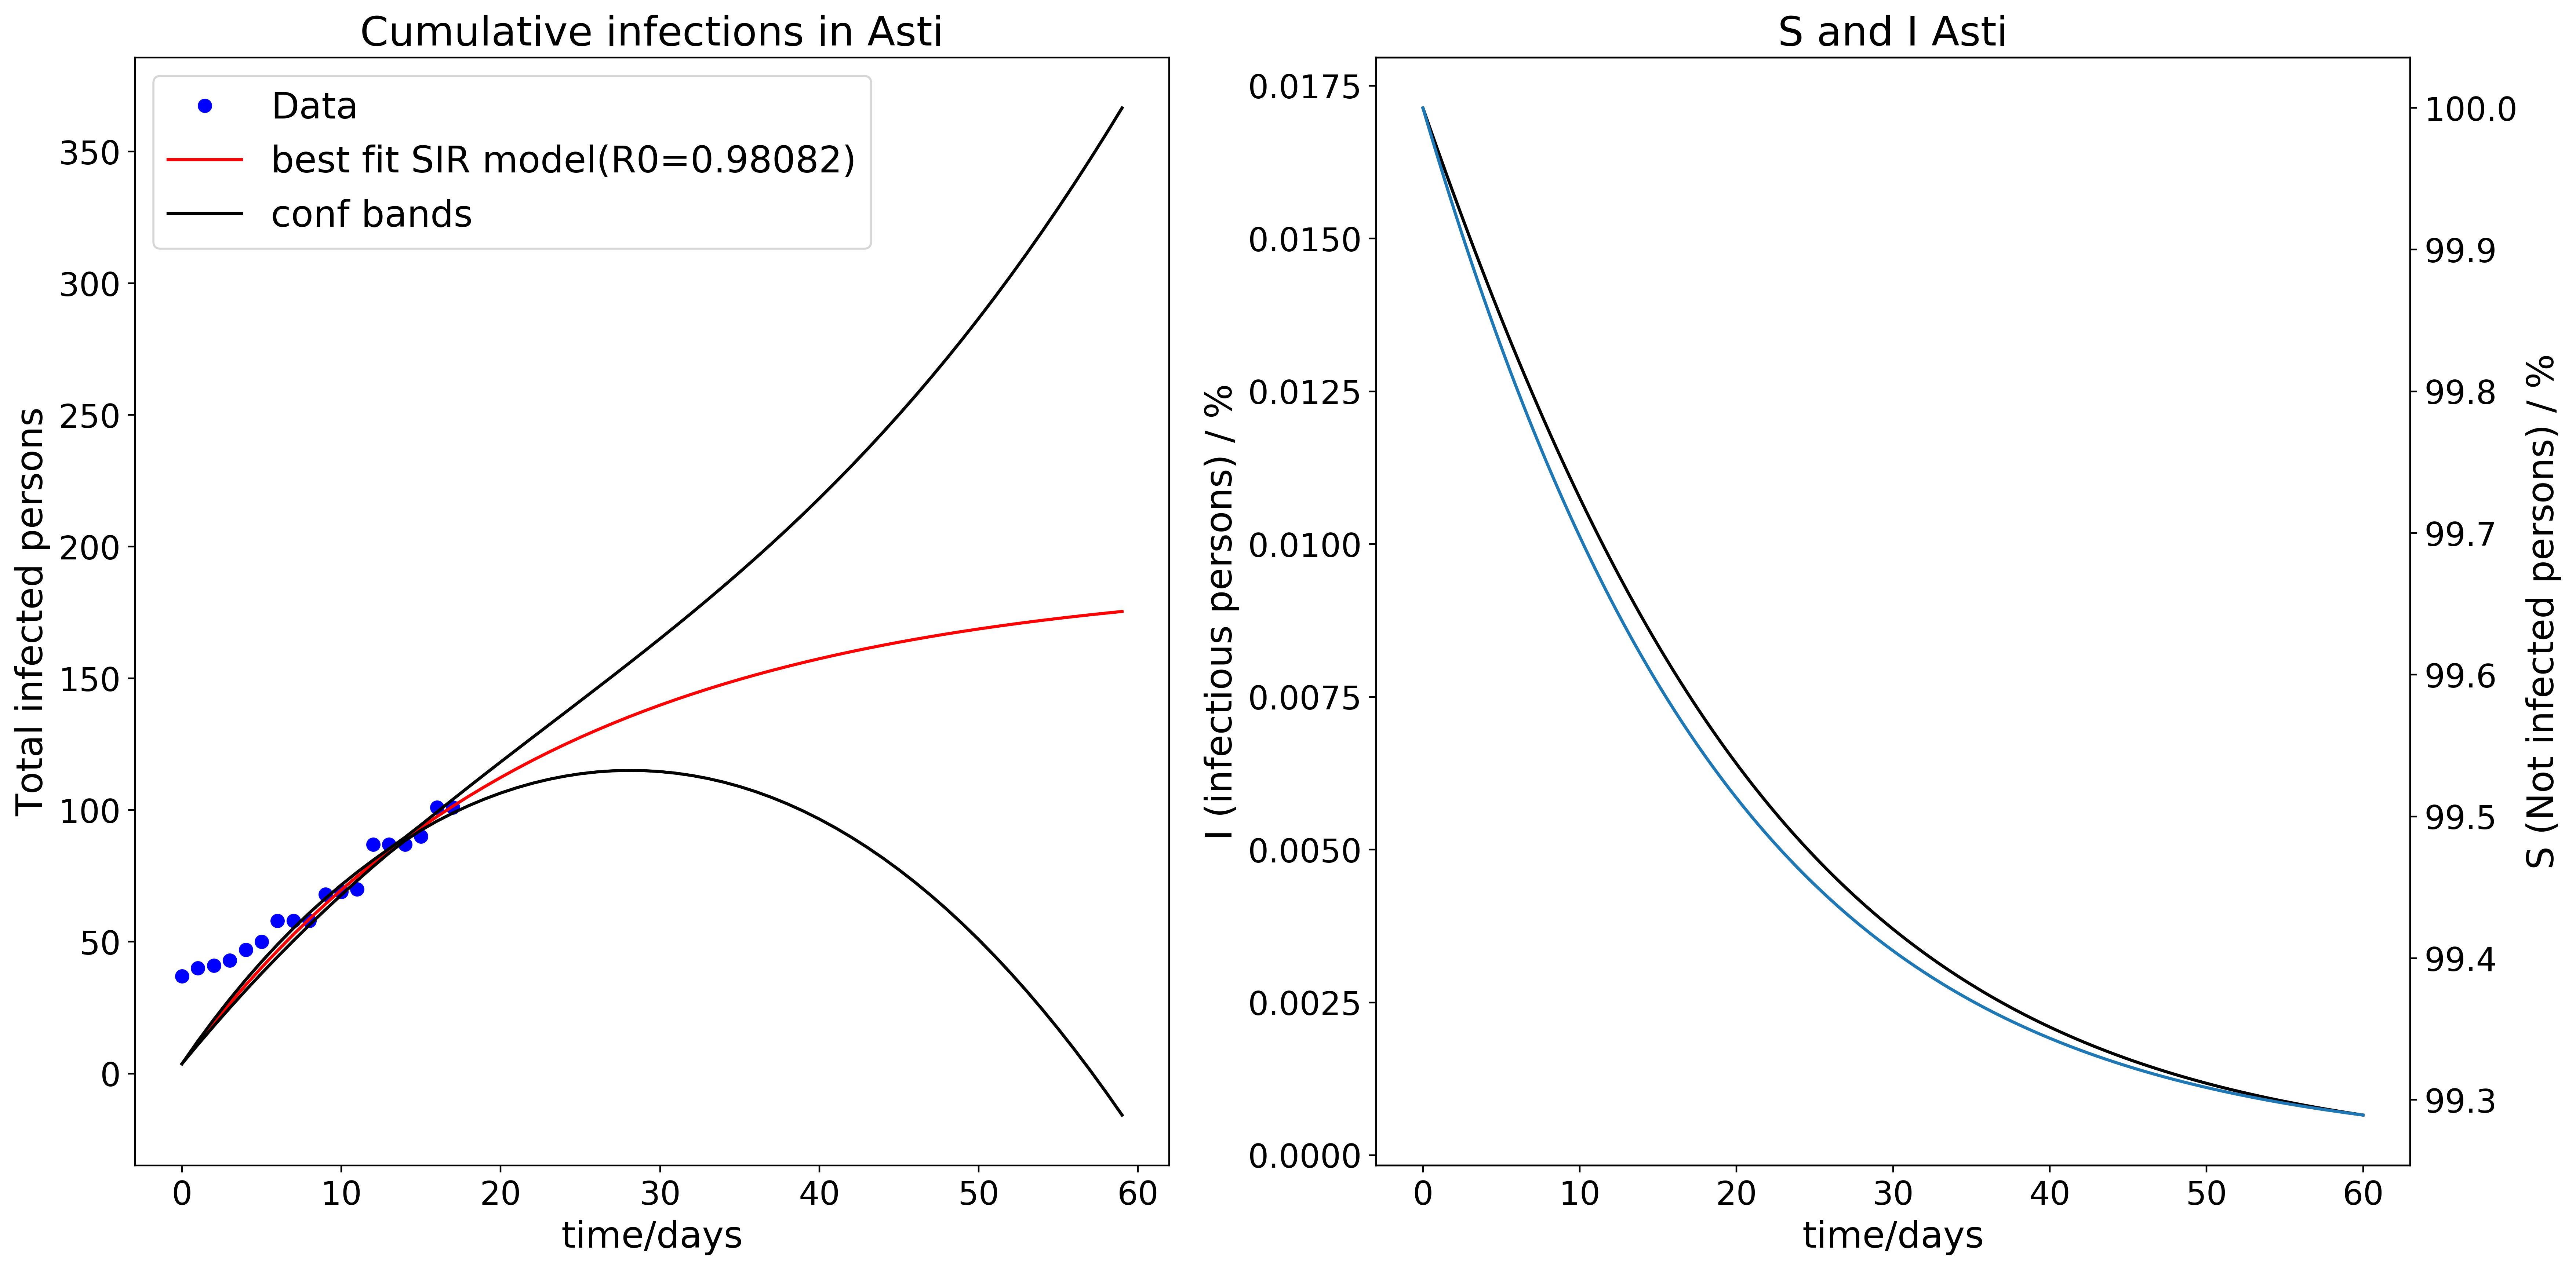 Cumulative infections in Asti
Data
best fit SIR model(R0=0.98082)
conf bands
Total infected persons
350
300
250
200
150
100
50
0
0 10 20 30 40 50 60
time/days
S and I Asti
I (infectious persons) / %
0.0175
0.0150
0.0125
0.0100
0.0075
0.0050
0.0025
0.0000
0 10 20 30 40 50 60
time/days
100.0
99.9
99.8
99.7
99.6
99.5
99.4
99.3
S (Not infected persons) / %